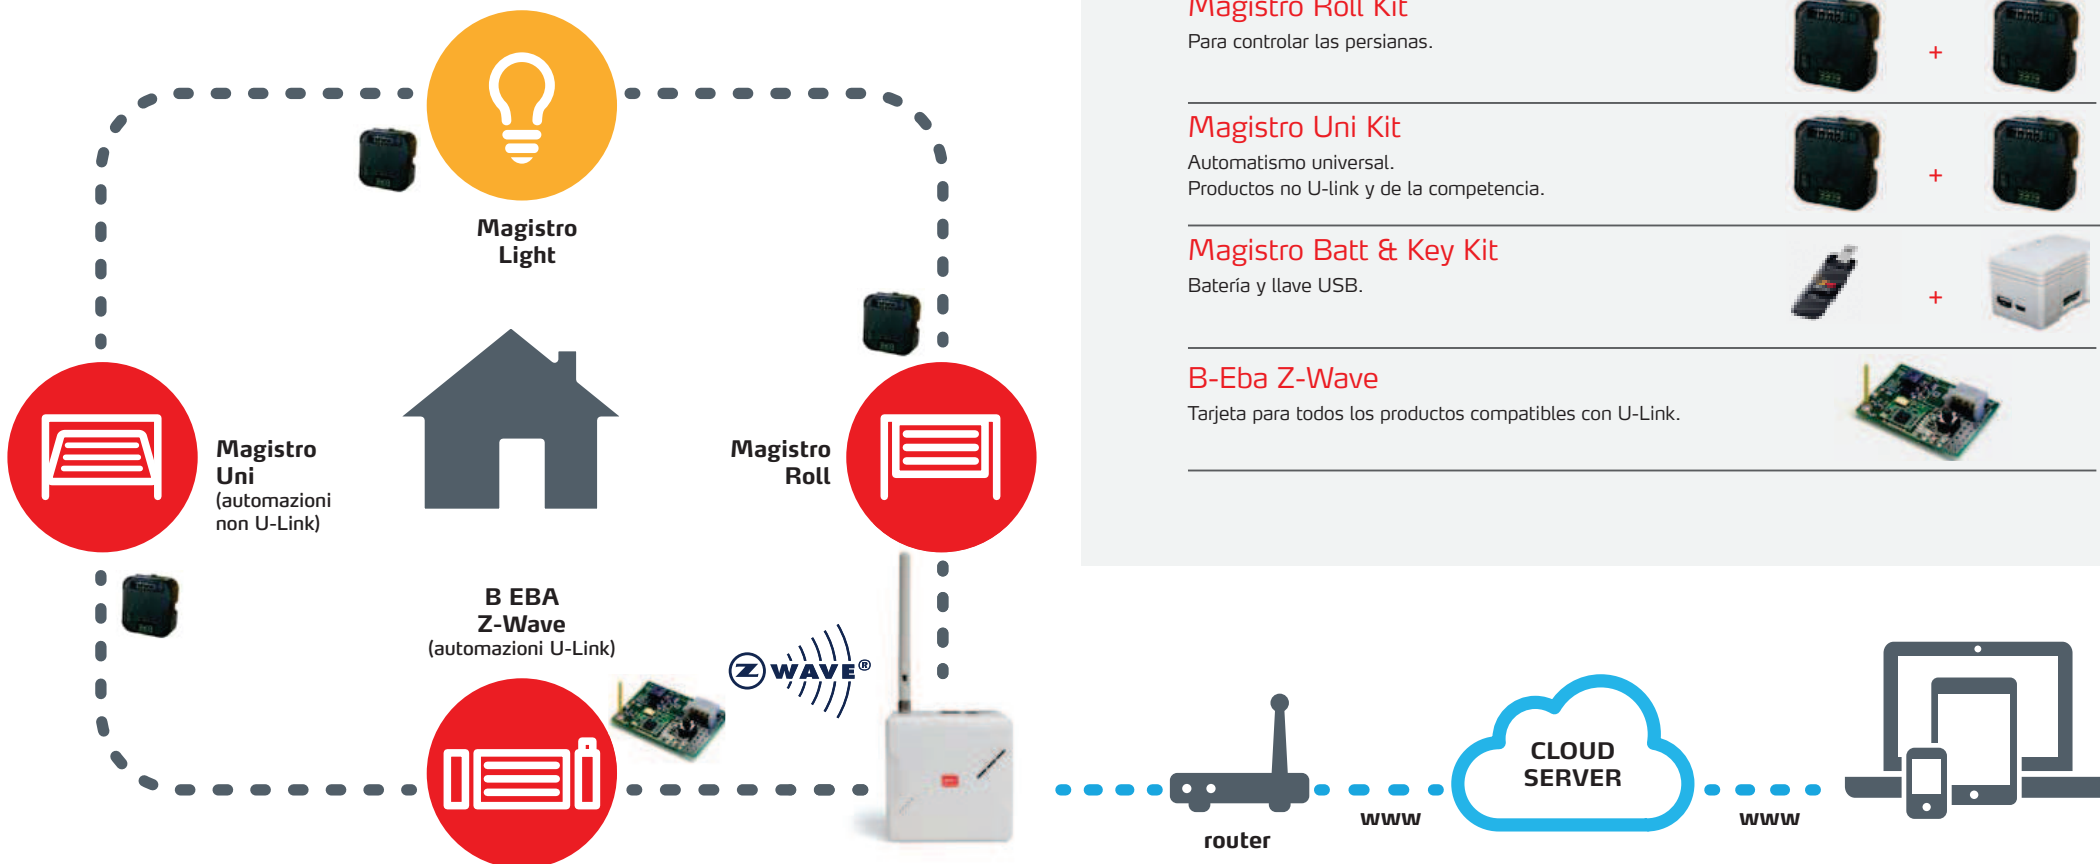 Magistro
Light
Magistro
Uni
(automazioni
non U-Link)
Magistro
Roll
B EBA
Z-Wave
(automazioni U-Link)
Z WAVE®
router
www
CLOUD
SERVER
www
Magistro Roll Kit
Para controlar las persianas.
+
Magistro Uni Kit
Automatismo universal.
Productos no U-link y de la competencia.
+
Magistro Batt & Key Kit
Batería y llave USB.
+
B-Eba Z-Wave
Tarjeta para todos los productos compatibles con U-Link.